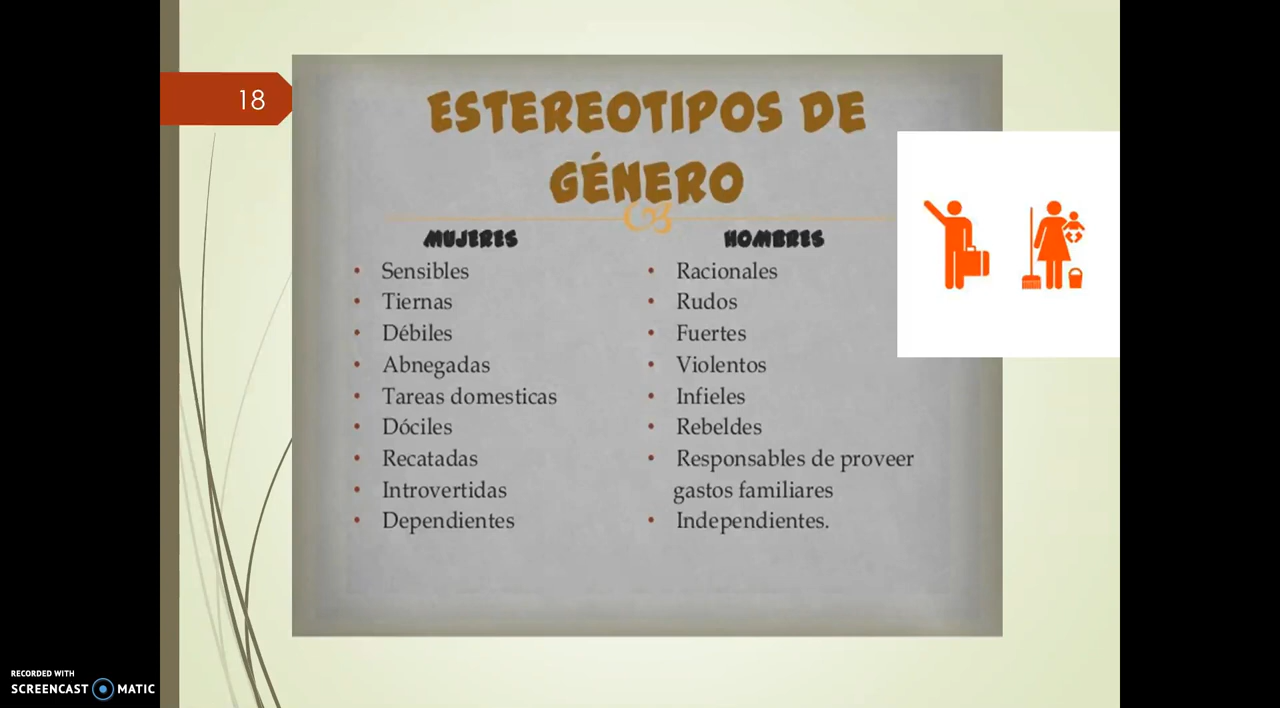 18
ESTEREOTIPOS DE
GÉNERO
MUJERES
• Sensibles
• Tiernas
• Débiles
• Abnegadas
• Tareas domesticas
• Dóciles
• Recatadas
• Introvertidas
• Dependientes
HOMBRES
• Racionales
• Rudos
• Fuertes
• Violentos
• Infieles
• Rebeldes
• Responsables de proveer
gastos familiares
• Independientes.
RECORDED WITH
SCREENCAST MATIC